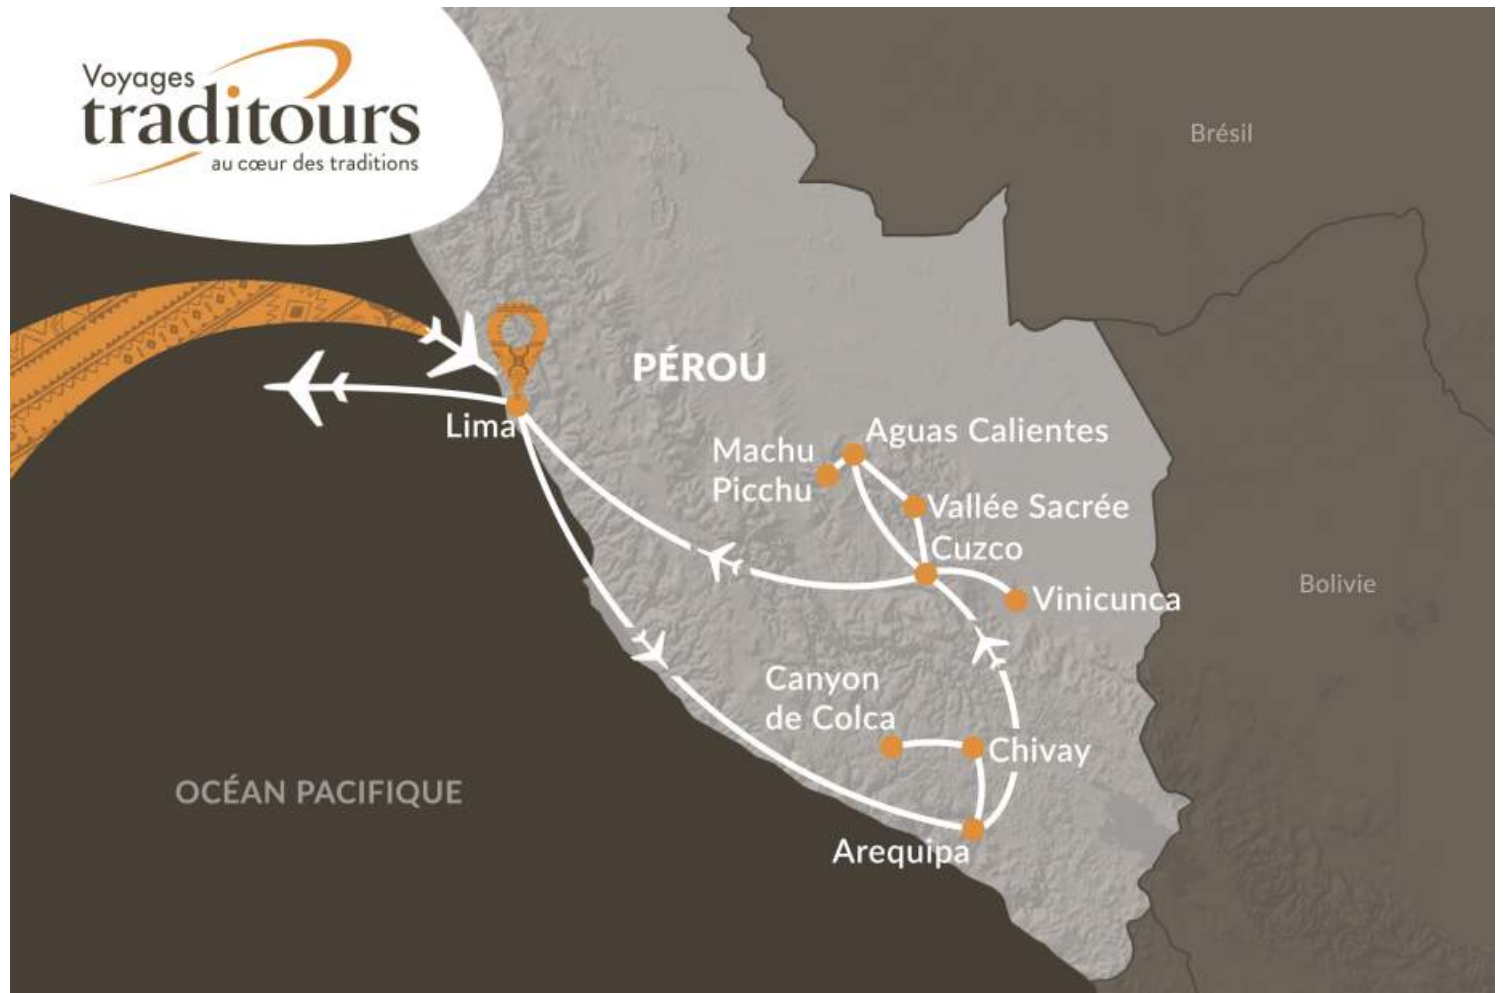 Voyages
traditours
au cœur des traditions
Brésil
PÉROU
Lima
Aguas Calientes
Machu
Picchu
Vallée Sacrée
Cuzco
Vinicunca
Bolivie
Canyon
de Colca
Chivay
OCÉAN PACIFIQUE
Arequipa